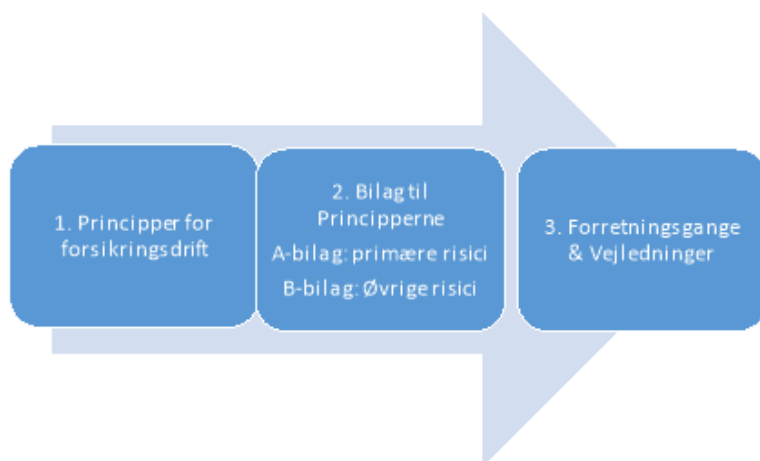 1. Principper for
forsikringsdrift
2. Bilag til
Principperne
A-bilag: primære risici
B-bilag: Øvrige risici
3. Forretningsgange
& Vejledninger